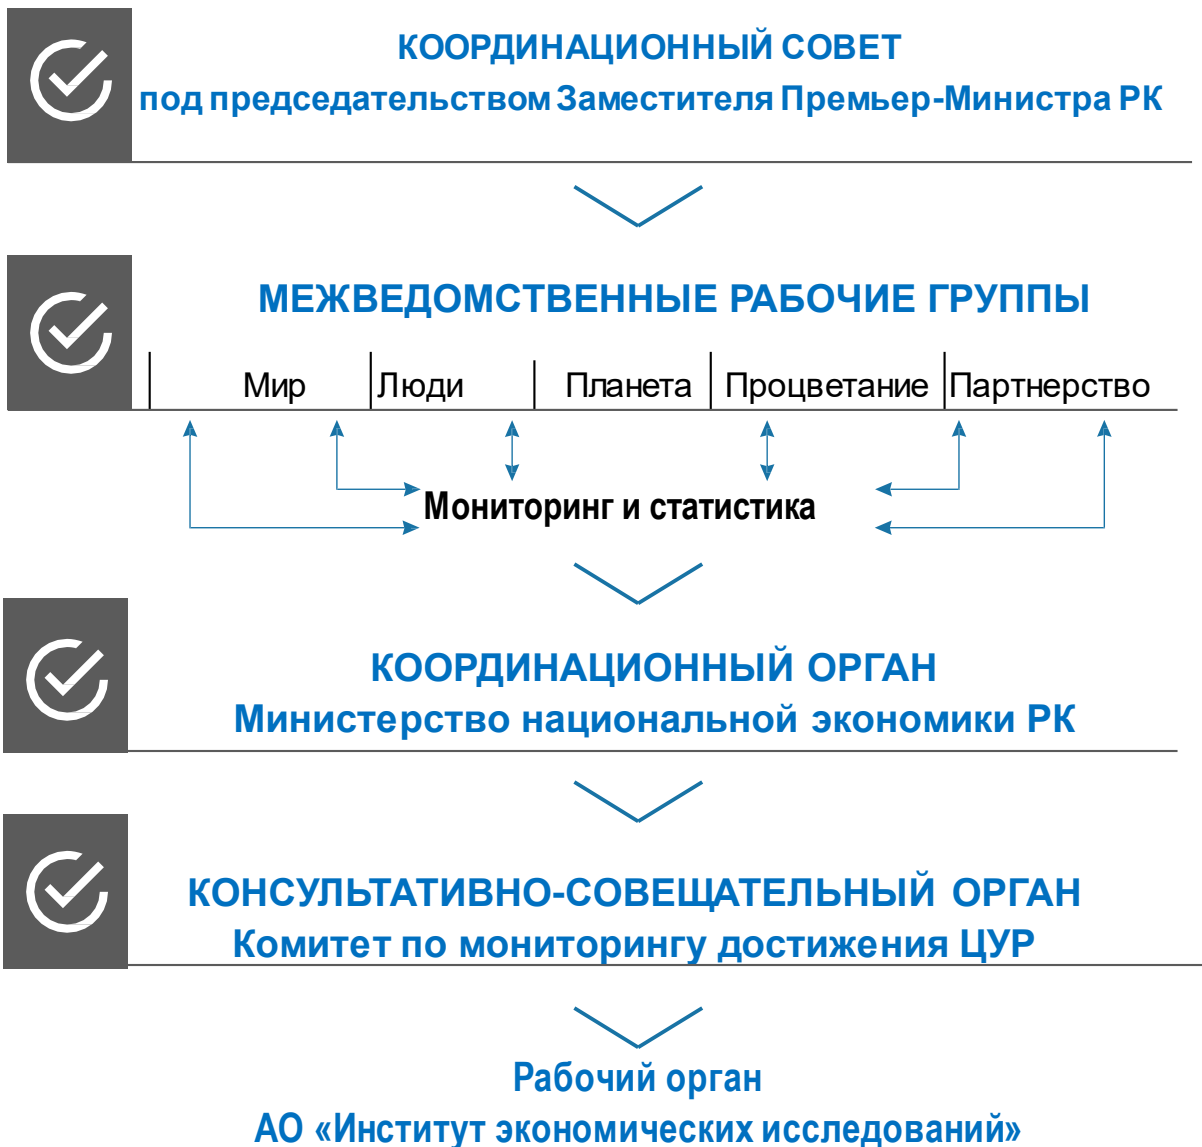 КООРДИНАЦИОННЫЙ СОВЕТ
под председательством Заместителя Премьер-Министра РК
МЕЖВЕДОМСТВЕННЫЕ РАБОЧИЕ ГРУППЫ
Мир Люди Планета Процветание Партнерство
Мониторинг и статистика
КООРДИНАЦИОННЫЙ ОРГАН
Министерство национальной экономики РК
КОНСУЛЬТАТИВНО-СОВЕЩАТЕЛЬНЫЙ ОРГАН
Комитет по мониторингу достижения ЦУР
Рабочий орган
АО «Институт экономических исследований»